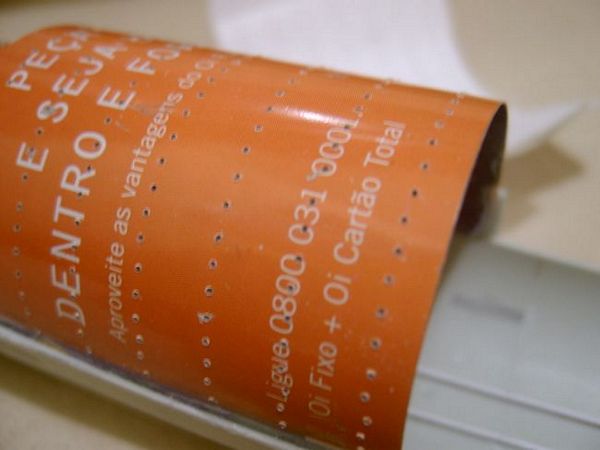 PEÇA
E SEJA
DENTRO E FO
Aproveite as vantagens do Oi
Ligue 0800 031 0001
Oi Fixo + Oi Cartão Total